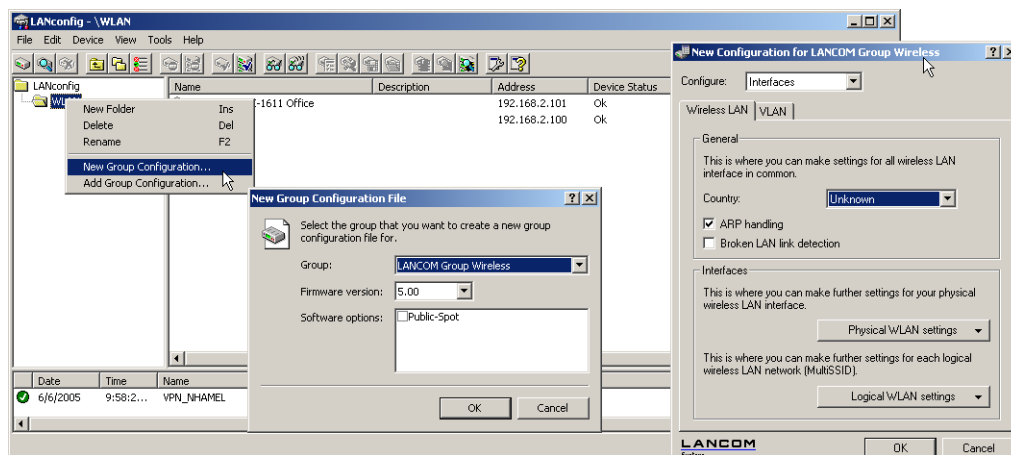 LANconfig - \WLAN
File Edit Device View Tools Help
LANconfig
Name Description Address Device Status
-1611 Office 192.168.2.101 Ok
192.168.2.100 Ok
New Folder Ins
Delete Del
Rename F2
New Group Configuration...
Add Group Configuration...
New Group Configuration File
Select the group that you want to create a new group
configuration file for.
Group: LANCOM Group Wireless
Firmware version: 5.00
Software options: Public-Spot
OK Cancel
Date Time Name
6/6/2005 9:58:2... VPN_NHAMEL
New Configuration for LANCOM Group Wireless
Configure: Interfaces
Wireless LAN VLAN
General
This is where you can make settings for all wireless LAN
interface in common.
Country: Unknown
ARP handling
Broken LAN link detection
Interfaces
This is where you can make further settings for your physical
wireless LAN interface.
Physical WLAN settings
This is where you can make further settings for each logical
wireless LAN network (MultiSSID).
Logical WLAN settings
LANCOM
OK Cancel